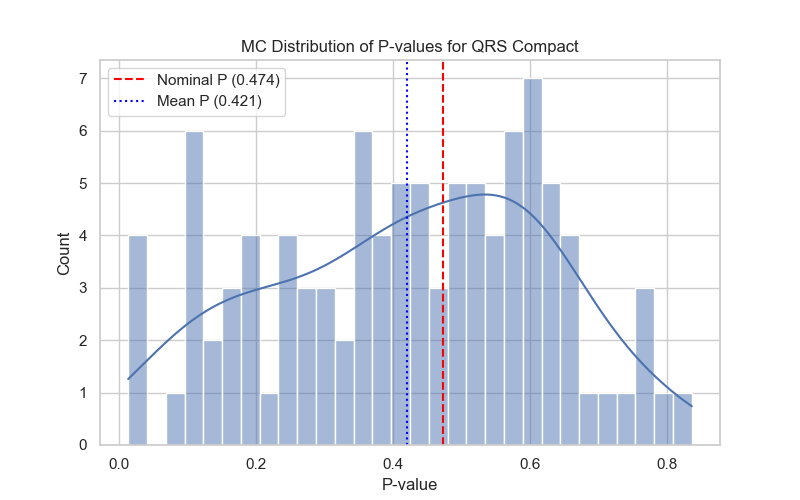 MC Distribution of P-values for QRS Compact
Nominal P (0.474)
Mean P (0.421)
7
6
5
4
3
2
1
0
Count
0.0 0.2 0.4 0.6 0.8
P-value